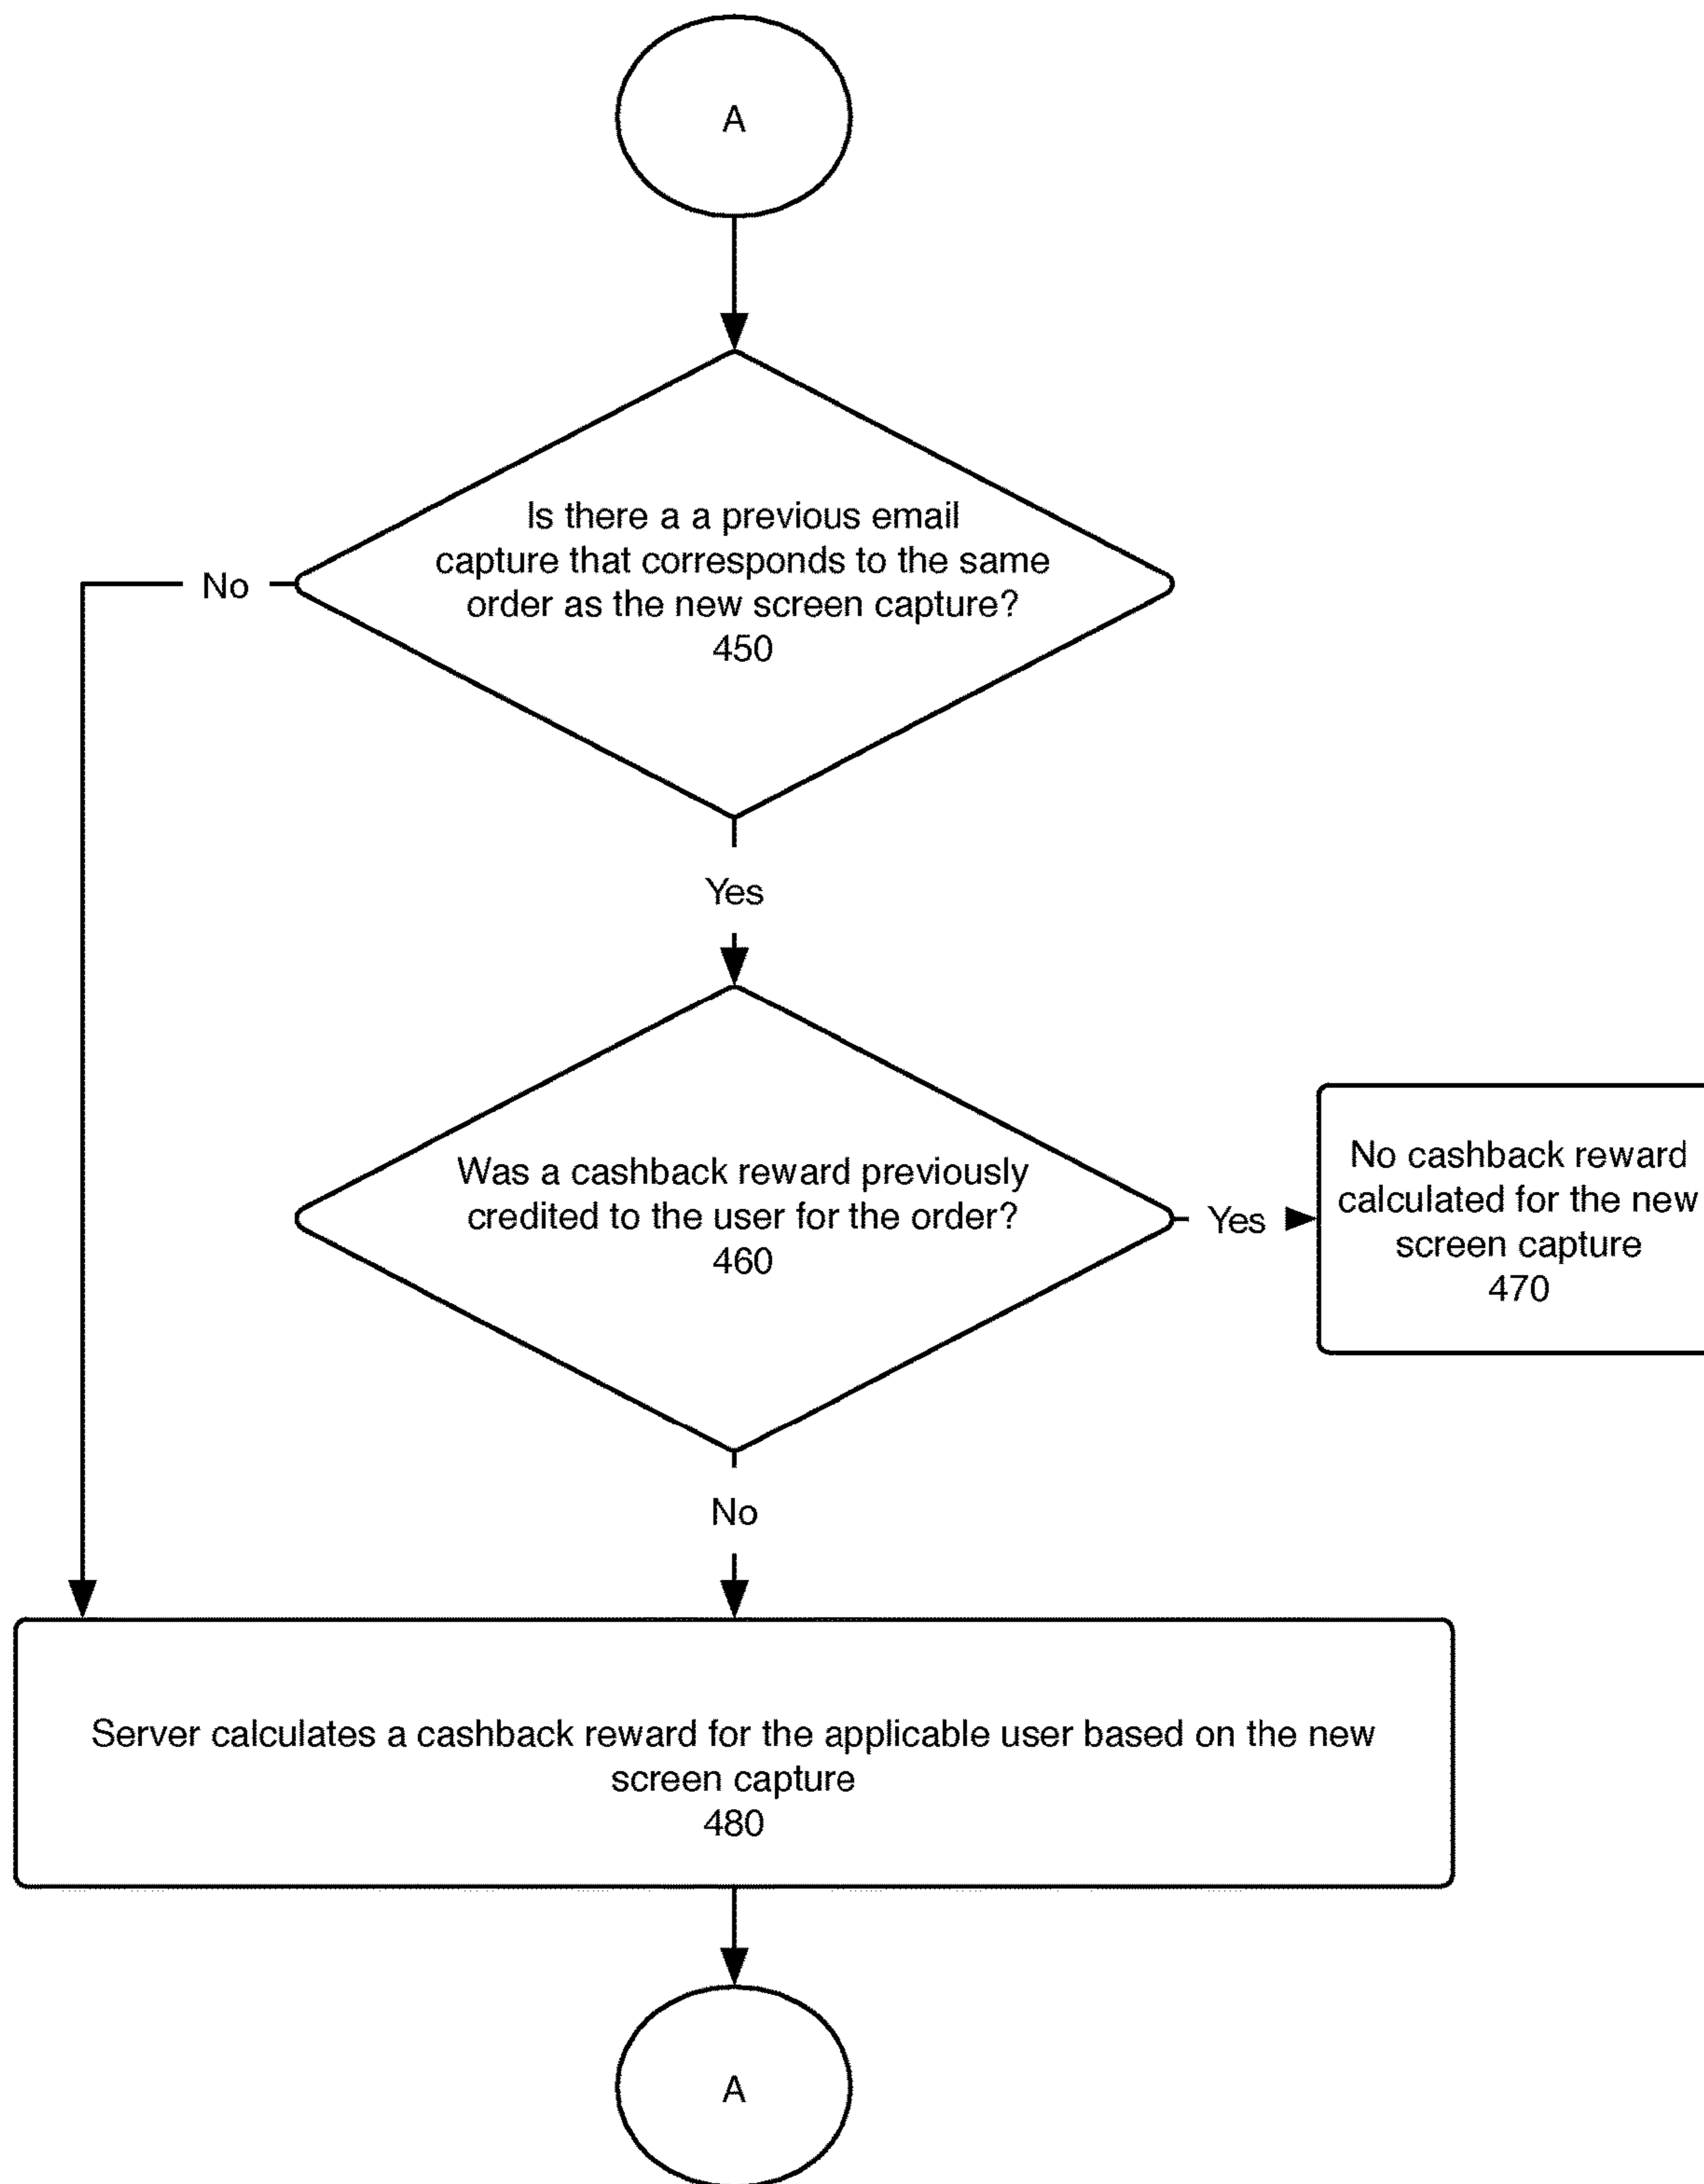 A
Is there a a previous email
capture that corresponds to the same
order as the new screen capture?
450
No
Yes
Was a cashback reward previously
credited to the user for the order?
460
Yes
No cashback reward
calculated for the new
screen capture
470
No
Server calculates a cashback reward for the applicable user based on the new
screen capture
480
A